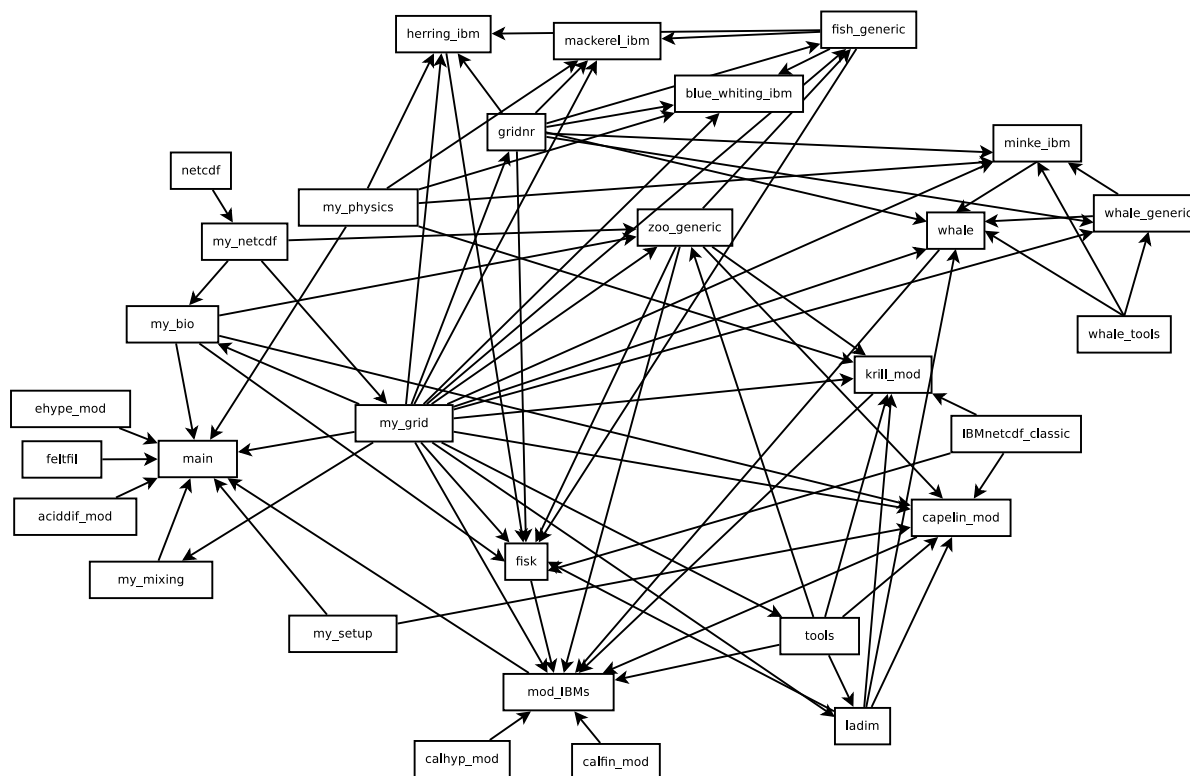 fish_generic
herring_ibm
mackerel_ibm
blue_whiting_ibm
gridnr
minke_ibm
netcdf
my_physics
whale_generic
my_netcdf
zoo_generic
whale
my_bio
whale_tools
krill_mod
ehype_mod
my_grid
IBMnetcdf_classic
feltfil
main
aciddif_mod
capelin_mod
fisk
my_mixing
my_setup
tools
mod_IBMs
ladim
calhyp_mod
calfin_mod